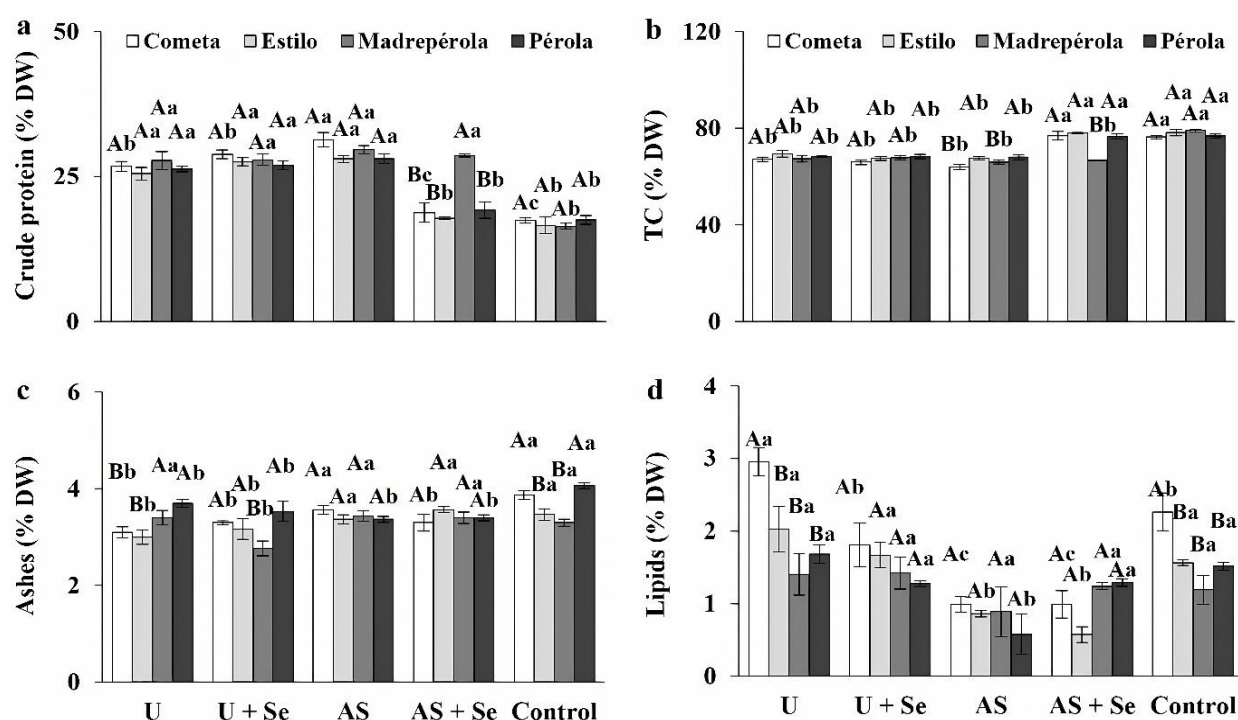 a
50
Cometa Estilo Madrepérola Pérola
25
0
Crude protein (% DW)
Ab Aa Aa Aa
Ab Aa Aa Aa
Aa Aa Aa Aa
Bc Bb Aa Bb
Ac Ab Ab Ab
b
120
Cometa Estilo Madrepérola Pérola
80
40
0
TC (% DW)
Ab Ab Ab Ab
Ab Ab Ab Ab
Bb Ab Ab Ab
Aa Aa Bb Aa
Aa Aa Aa Aa
c
6
4
2
0
Ashes (% DW)
Bb Bb Aa Ab
Ab Ab Bb Ab
Aa Aa Aa Ab
Ab Aa Aa Ab
Aa Ba Ba Aa
U U + Se AS AS + Se Control
d
4
3
2
1
0
Lipids (% DW)
Aa Ba Ba Ba
Ab Aa Aa Aa
Ac Ab Aa Ab
Ac Ab Aa Aa
Ab Ba Ba Ba
U U + Se AS AS + Se Control